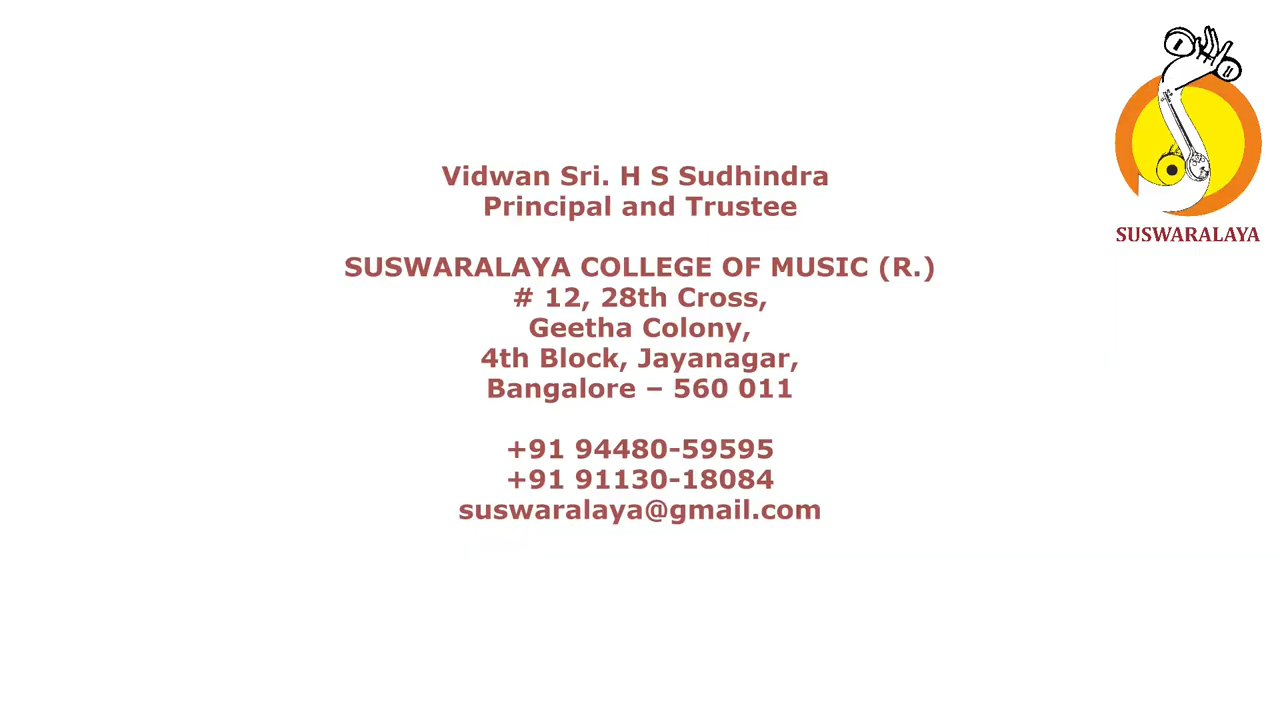 Vidwan Sri. H S Sudhindra
Principal and Trustee
SUSWARALAYA COLLEGE OF MUSIC (R.)
# 12, 28th Cross,
Geetha Colony,
4th Block, Jayanagar,
Bangalore – 560 011
+91 94480-59595
+91 91130-18084
suswaralaya@gmail.com
SUSWARALAYA